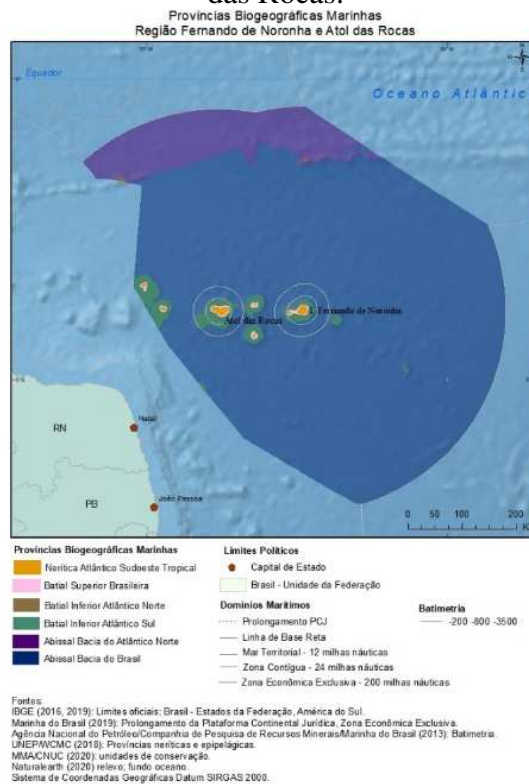 das Rocas.
Províncias Biogeográficas Marinhas
Região Fernando de Noronha e Atol das Rocas
Equador
Oceano Atlântic
Atol das Rocas
I. Fernando de Noronha
RN
Natal
PB
João Pessoa
0 50 100 200
K
Províncias Biogeográficas Marinhas
Nerítica Atlântico Sudoeste Tropical
Batial Superior Brasileira
Batial Inferior Atlântico Norte
Batial Inferior Atlântico Sul
Abissal Bacia do Atlântico Norte
Abissal Bacia do Brasil
Limites Políticos
Capital de Estado
Brasil - Unidade da Federação
Domínios Marítimos
Prolongamento PCJ
Linha de Base Reta
Mar Territorial - 12 milhas náuticas
Zona Contígua - 24 milhas náuticas
Zona Econômica Exclusiva - 200 milhas náuticas
Batimetria
-200 -800 -3500
Fontes:
IBGE (2016, 2019): Limites oficiais: Brasil - Estados da Federação, América do Sul.
Marinha do Brasil (2019): Prolongamento da Plataforma Continental Jurídica, Zona Econômica Exclusiva.
Agência Nacional do Petróleo/Companhia de Pesquisa de Recursos Minerais/Marinha do Brasil (2013): Batimetria.
UNEP/WCMC (2018): Províncias neríticas e epipelágicas.
MMA/CNUC (2020): unidades de conservação.
Naturalearth (2020) relevo; fundo oceano.
Sistema de Coordenadas Geográficas Datum SIRGAS 2000.